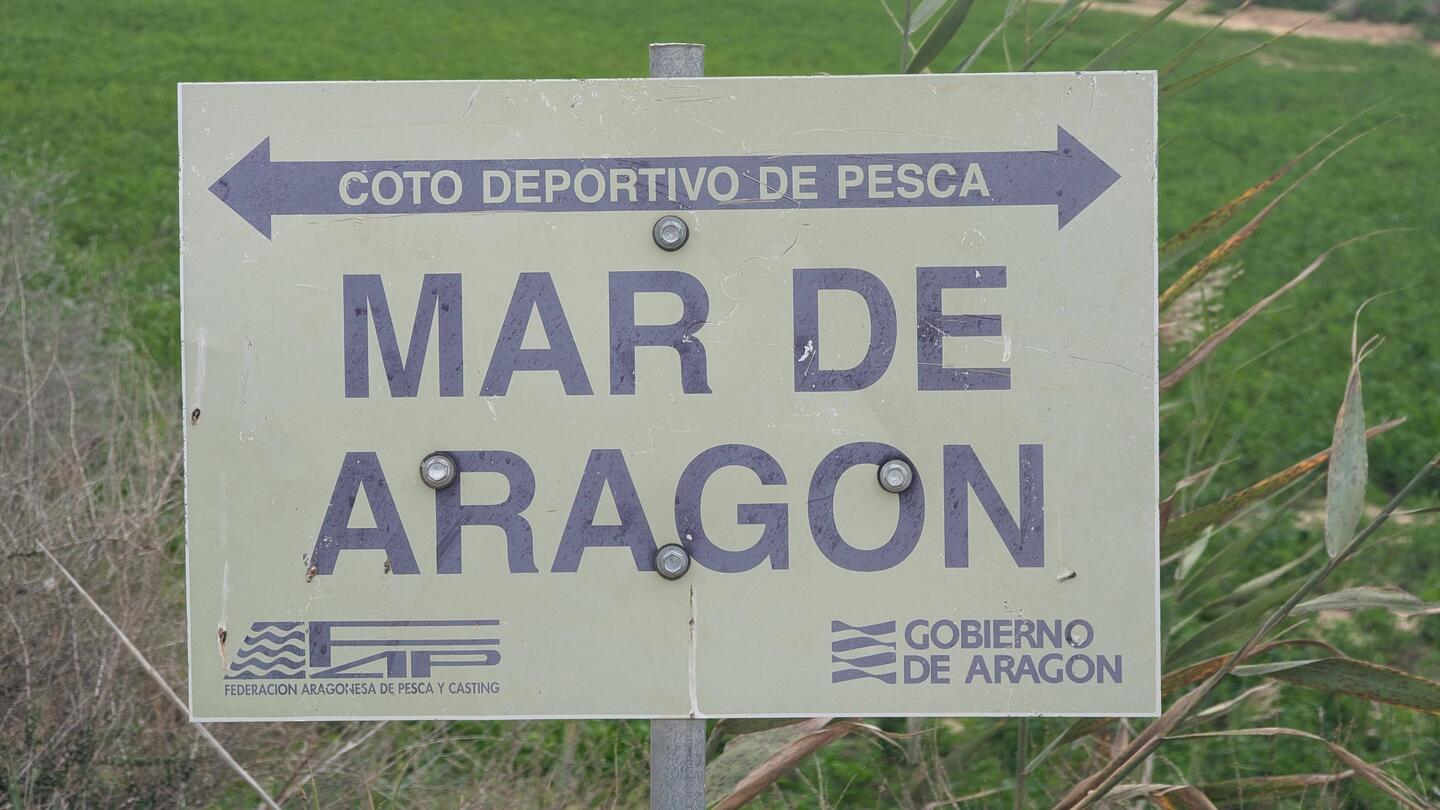 COTO DEPORTIVO DE PESCA
MAR DE
ARAGON
FAP
FEDERACION ARAGONESA DE PESCA Y CASTING
GOBIERNO
DE ARAGON